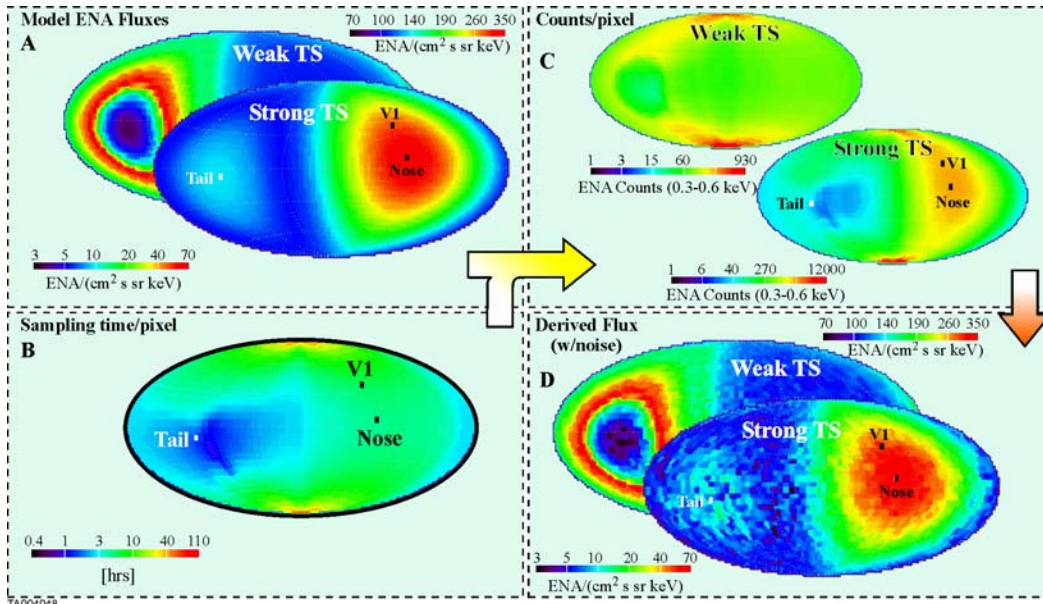 Model ENA Fluxes
A
70 100 140 190 260 350
ENA/(cm² s sr keV)
Weak TS
Strong TS
V1
Nose
Tail
3 5 10 20 40 70
ENA/(cm² s sr keV)
Sampling time/pixel
B
V1
Tail
Nose
0.4 1 3 10 40 110
[hrs]
Counts/pixel
C
Weak TS
1 3 15 60 930
ENA Counts (0.3-0.6 keV)
Strong TS
V1
Nose
Tail
1 6 40 270 12000
ENA Counts (0.3-0.6 keV)
Derived Flux
(w/noise)
70 100 140 190 260 350
ENA/(cm² s sr keV)
D
Weak TS
Strong TS
V1
Nose
Tail
3 5 10 20 40 70
ENA/(cm² s sr keV)
TA004048